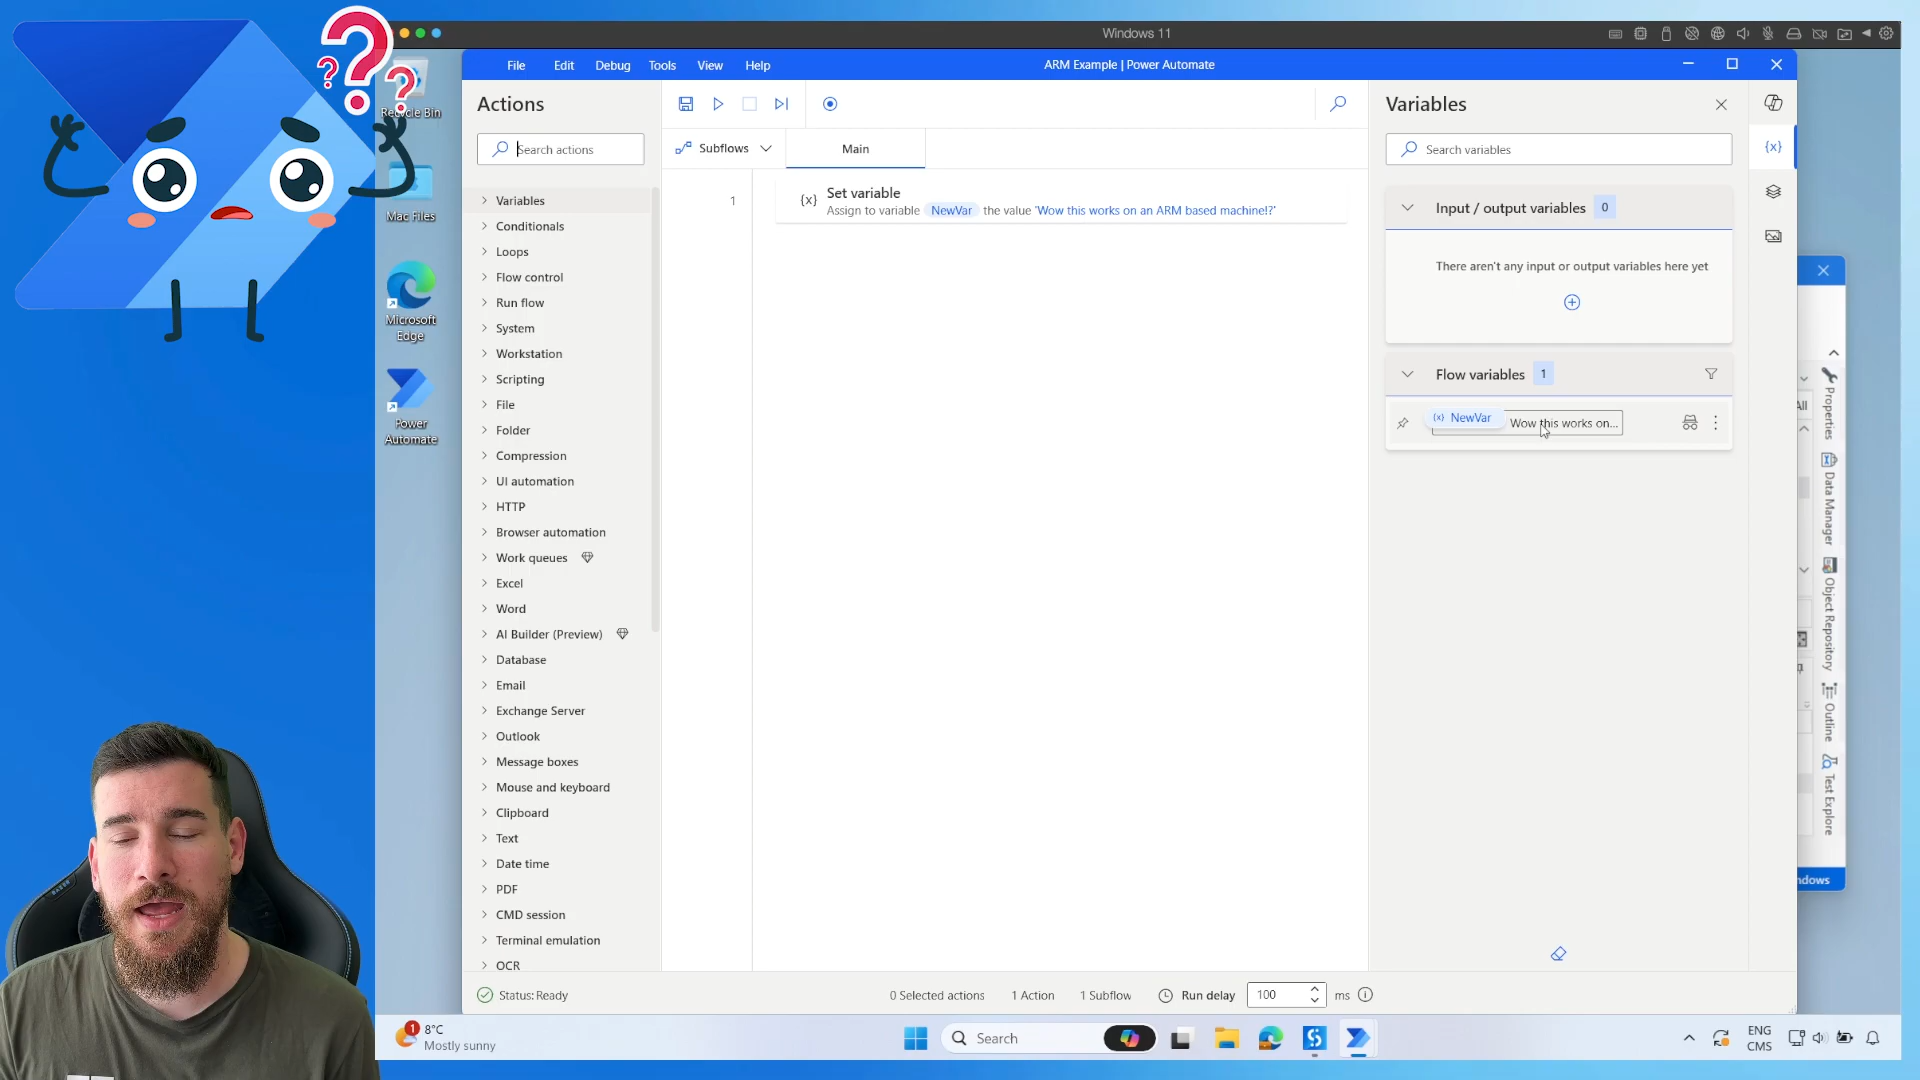 Windows 11
Recycle Bin
Mac Files
Microsoft
Edge
Power
Automate
File Edit Debug Tools View Help
ARM Example | Power Automate
Actions
Search actions
Variables
Conditionals
Loops
Flow control
Run flow
System
Workstation
Scripting
File
Folder
Compression
UI automation
HTTP
Browser automation
Work queues
Excel
Word
AI Builder (Preview)
Database
Email
Exchange Server
Outlook
Message boxes
Mouse and keyboard
Clipboard
Text
Date time
PDF
CMD session
Terminal emulation
OCR
Subflows
Main
1
{x}
Set variable
Assign to variable NewVar the value 'Wow this works on an ARM based machine!?'
Variables
{x}
Search variables
Input / output variables 0
There aren't any input or output variables here yet
Flow variables 1
{x} NewVar Wow this works on...
All
Properties
Data Manager
Object Repository
Outline
Test Explore
ndows
Status: Ready
0 Selected actions
1 Action
1 Subflow
Run delay 100 ms
1
8°C
Mostly sunny
Search
ENG
CMS